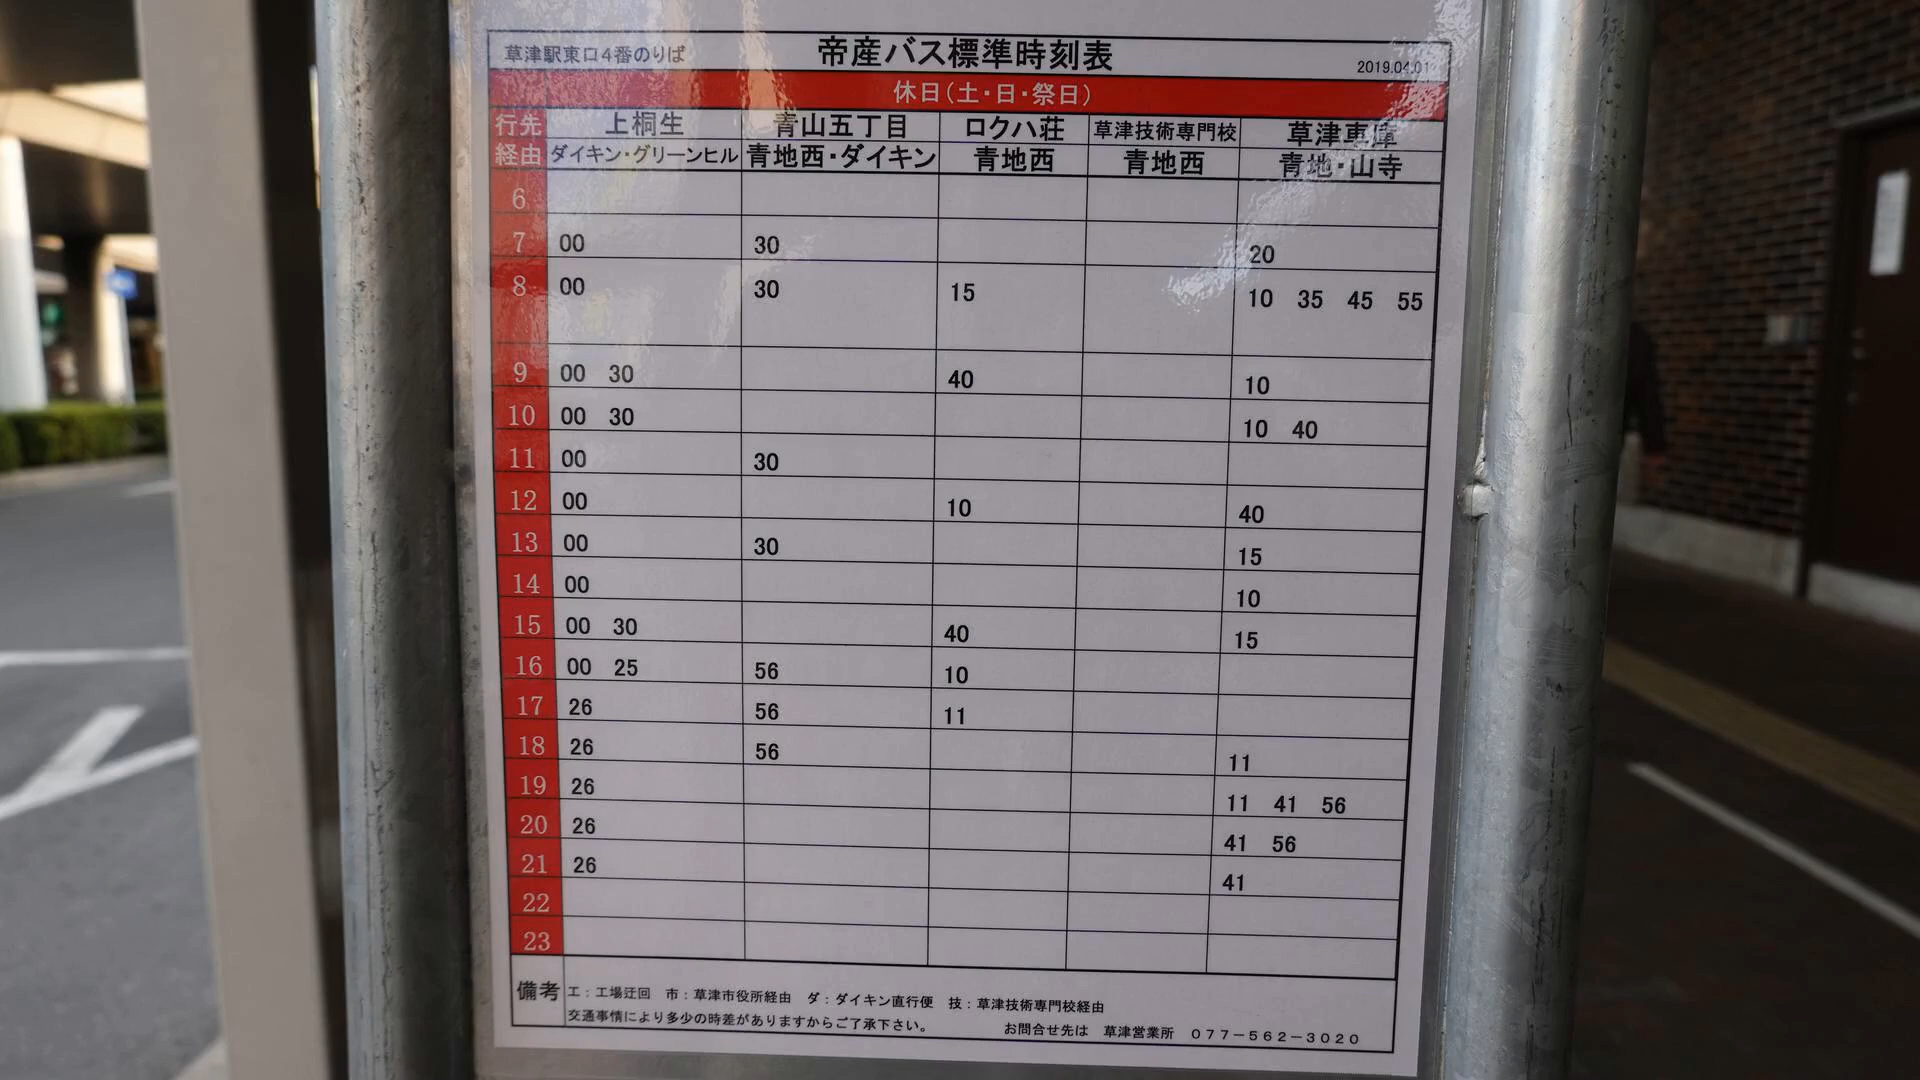 草津駅東口4番のりば 帝産バス標準時刻表 2019.04.01
休日(土・日・祭日)
行先 上桐生 青山五丁目 ロクハ荘 草津技術専門校 草津車庫
経由 ダイキン・グリーンヒル 青地西・ダイキン 青地西 青地西 青地・山寺
6
7 00 30 20
8 00 30 15 10 35 45 55
9 00 30 40 10
10 00 30 10 40
11 00 30
12 00 10 40
13 00 30 15
14 00 10
15 00 30 40 15
16 00 25 56 10
17 26 56 11
18 26 56 11
19 26 11 41 56
20 26 41 56
21 26 41
22
23
備考 工:工場迂回 市:草津市役所経由 ダ:ダイキン直行便 技:草津技術専門校経由
交通事情により多少の時差がありますからご了承下さい。 お問合せ先は 草津営業所 077-562-3020